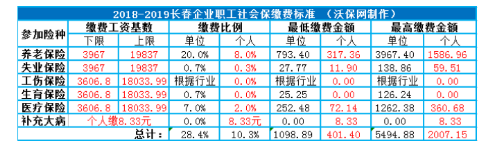 2018-2019长春企业职工社会保缴费标准 （沃保网制作）
参加险种 缴费工资基数 缴费比例 最低缴费金额 最高缴费金额
下限 上限 单位 个人 单位 个人 单位 个人
养老保险 3967 19837 20.0% 8.0% 793.40 317.36 3967.40 1586.96
失业保险 3967 19837 0.7% 0.3% 27.77 11.90 138.86 59.51
工伤保险 3606.8 18033.99 根据行业 0.0% 根据行业 0.00 根据行业 0.00
生育保险 3606.8 18033.99 0.7% 0.0% 25.25 0.00 126.24 0.00
医疗保险 3606.8 18033.99 7.0% 2.0% 252.48 72.14 1262.38 360.68
补充大病 个人缴8.33元 0.0% 8.33元 0.00 8.33 0.00 8.33
总计： 28.4% 10.3% 1098.89 401.40 5494.88 2007.15